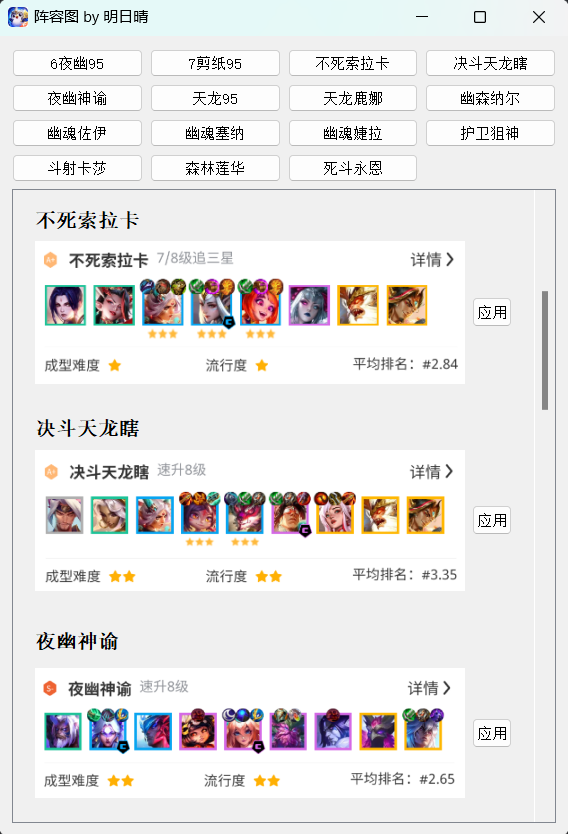 阵容图 by 明日晴
6夜幽95 7剪纸95 不死索拉卡 决斗天龙瞎
夜幽神谕 天龙95 天龙鹿娜 幽森纳尔
幽魂佐伊 幽魂塞纳 幽魂婕拉 护卫狙神
斗射卡莎 森林莲华 死斗永恩
不死索拉卡
A+ 不死索拉卡 7/8级追三星 详情
应用
成型难度 流行度 平均排名：#2.84
决斗天龙瞎
A+ 决斗天龙瞎 速升8级 详情
应用
成型难度 流行度 平均排名：#3.35
夜幽神谕
S- 夜幽神谕 速升8级 详情
应用
成型难度 流行度 平均排名：#2.65